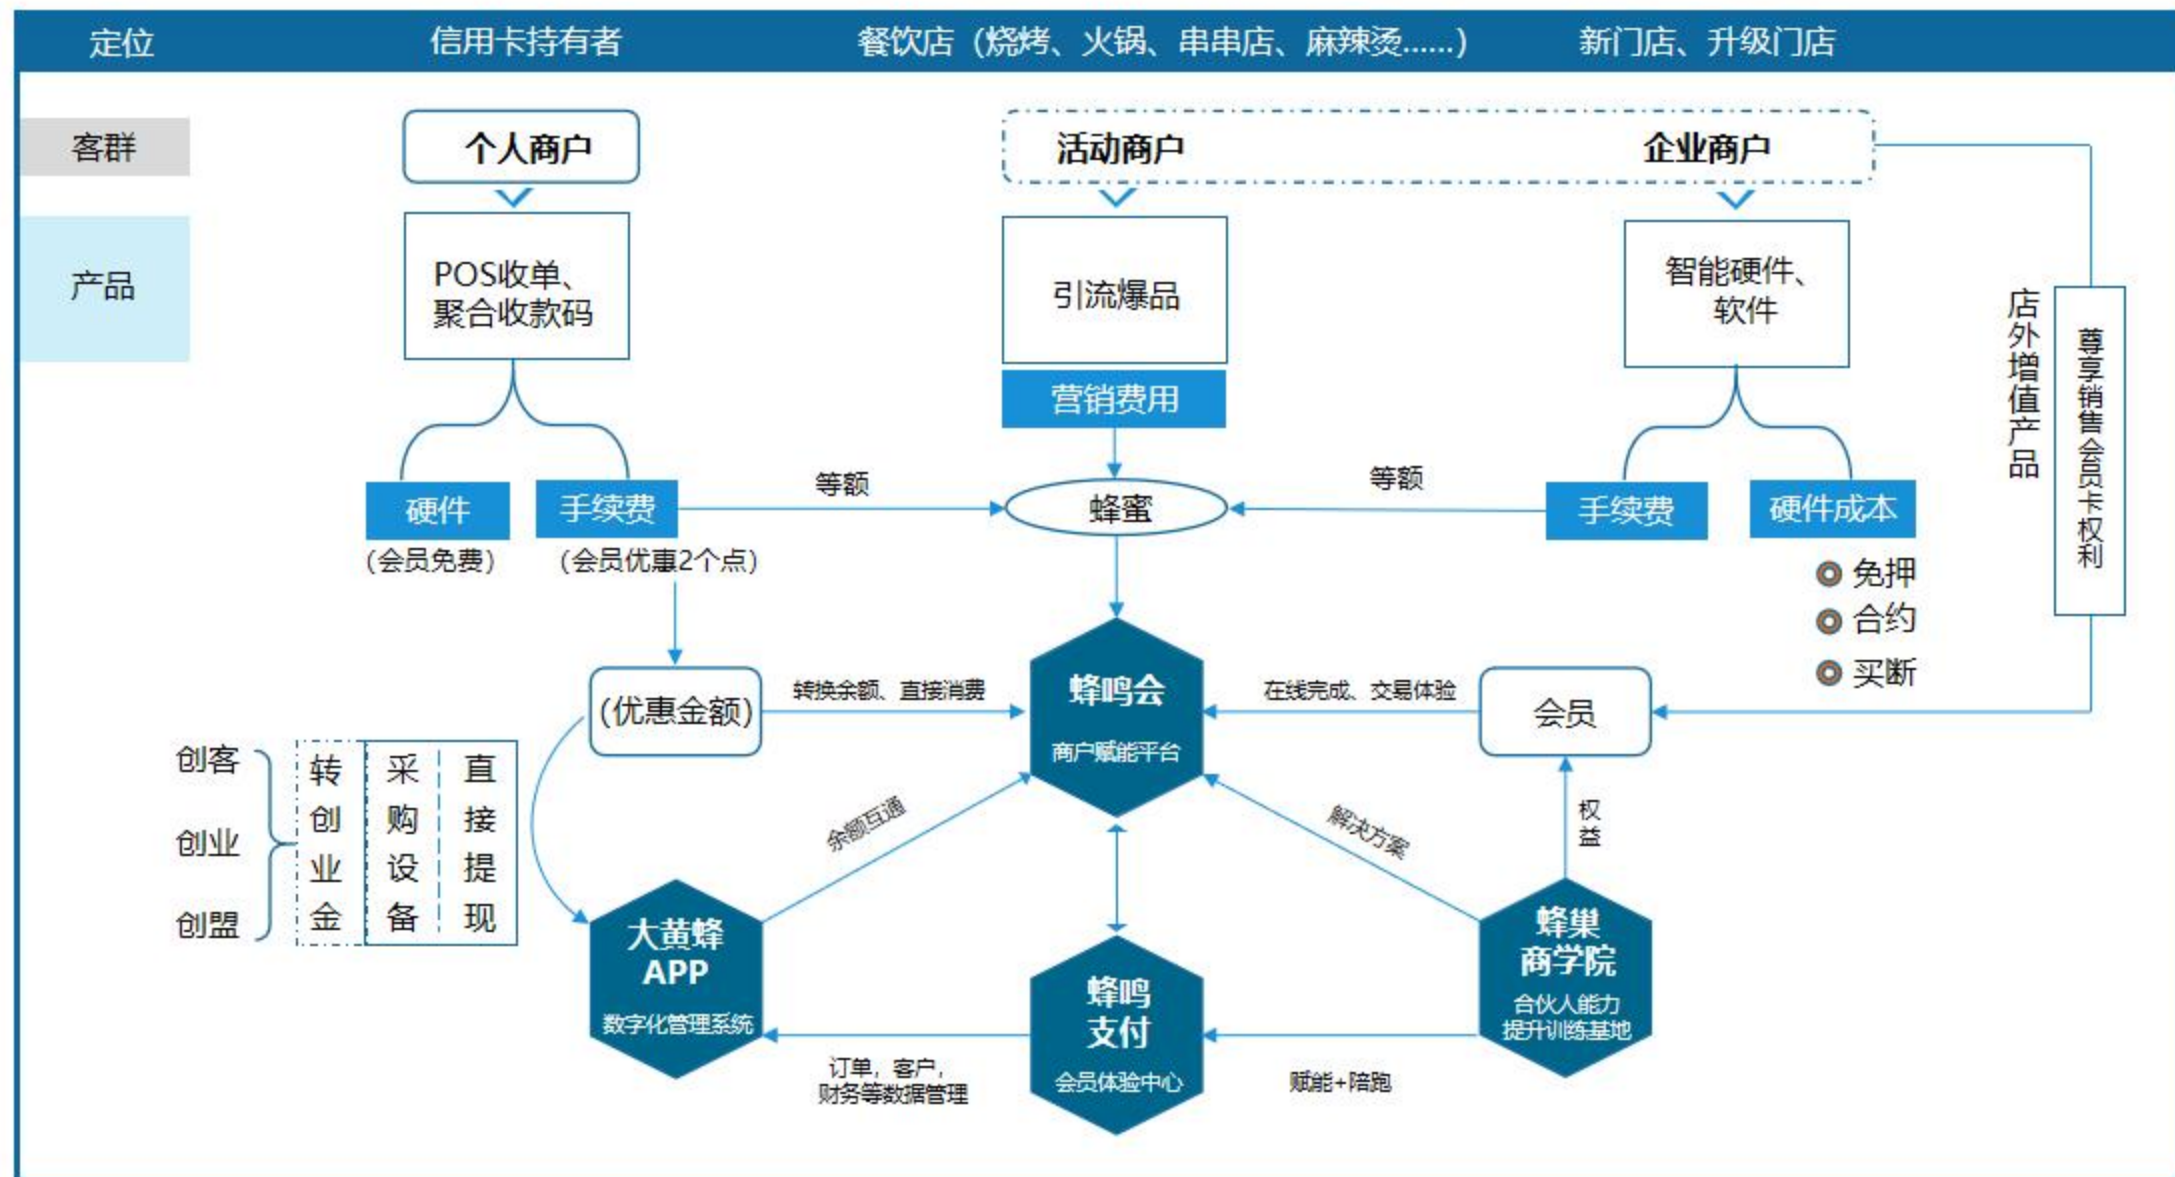 定位
信用卡持有者
餐饮店（烧烤、火锅、串串店、麻辣烫......）
新门店、升级门店
客群
个人商户
活动商户
企业商户
产品
POS收单、
聚合收款码
引流爆品
智能硬件、
软件
店外增值产品
尊享销售会员卡权利
营销费用
硬件
手续费
等额
蜂蜜
等额
手续费
硬件成本
(会员免费)
(会员优惠2个点)
免押
合约
买断
(优惠金额)
转换余额、直接消费
蜂鸣会
商户赋能平台
在线完成、交易体验
会员
创客
创业
创盟
转创业金
采购设备
直接提现
余额互通
解决方案
权益
大黄蜂
APP
数字化管理系统
蜂鸣
支付
会员体验中心
蜂巢
商学院
合伙人能力
提升训练基地
订单，客户，
财务等数据管理
赋能+陪跑